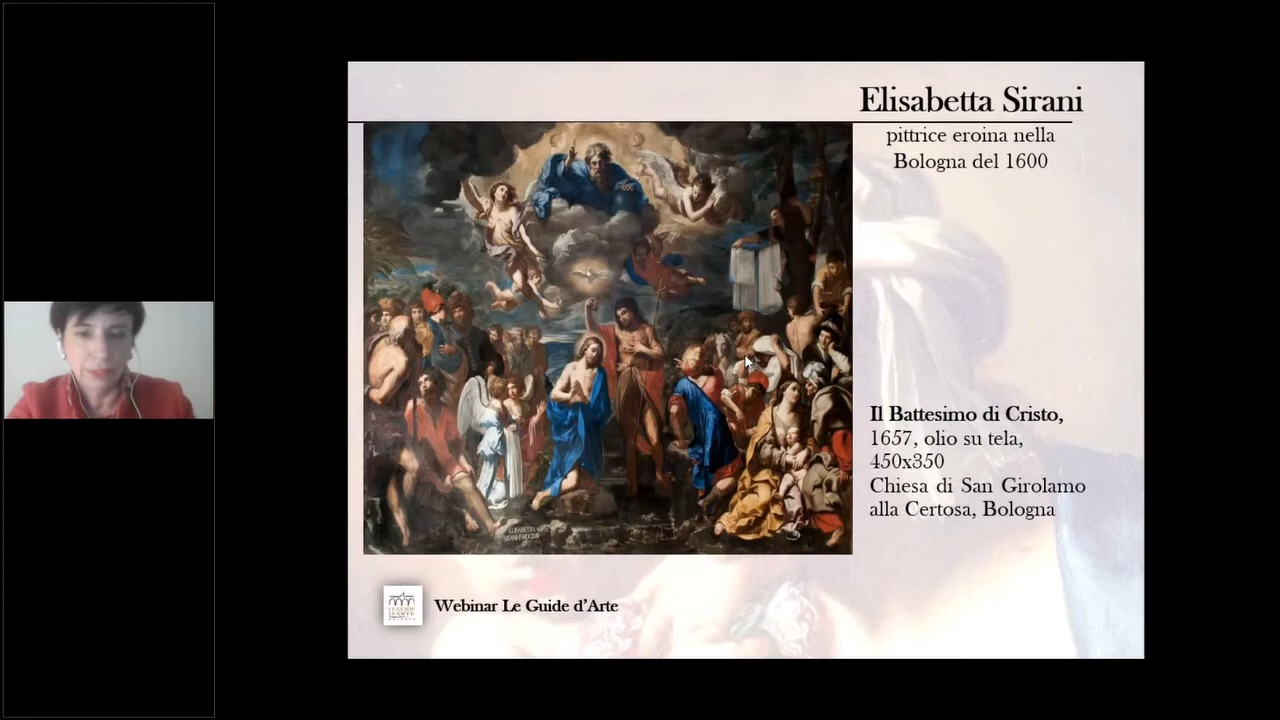 Elisabetta Sirani
pittrice eroina nella
Bologna del 1600
Il Battesimo di Cristo,
1657, olio su tela,
450x350
Chiesa di San Girolamo
alla Certosa, Bologna
ELISABETTA
Webinar Le Guide d'Arte